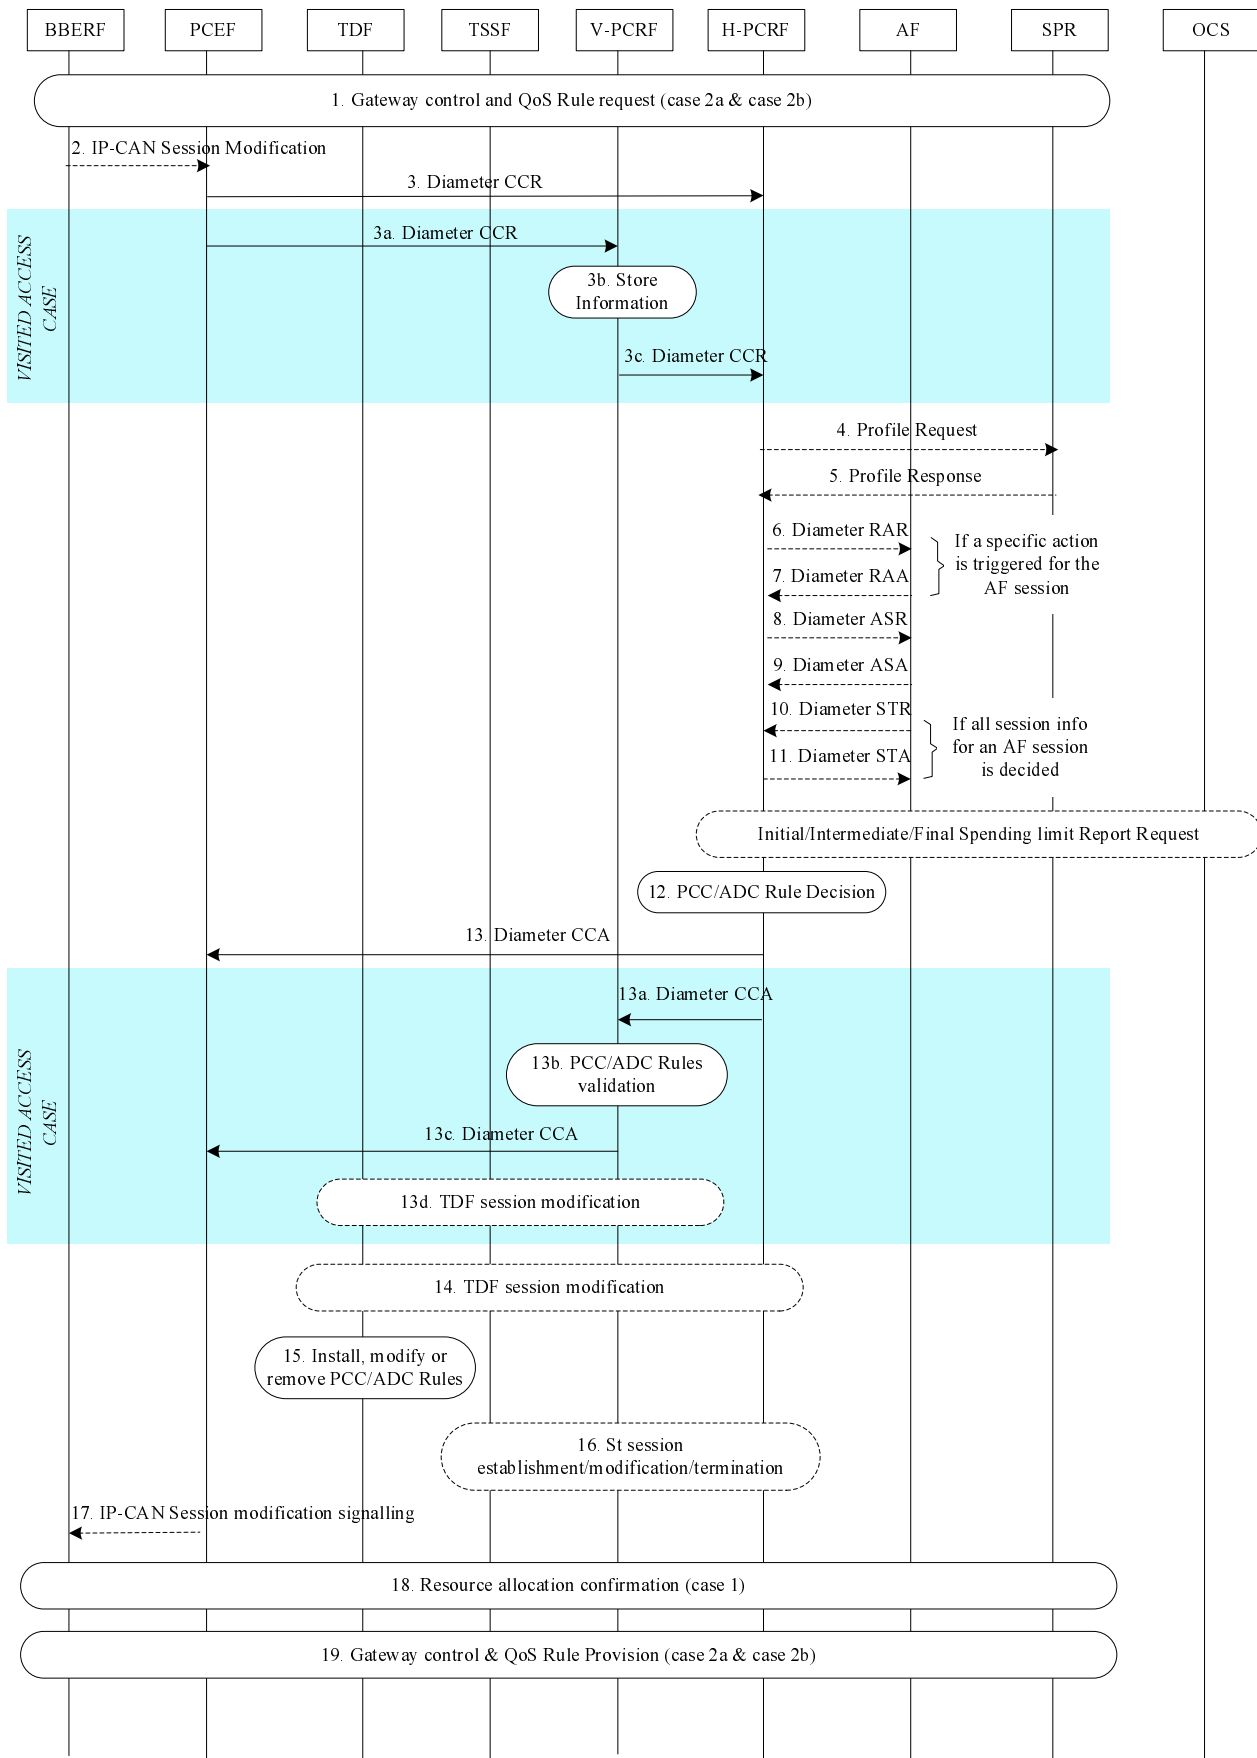 BBERF
PCEF
TDF
TSSF
V-PCRF
H-PCRF
AF
SPR
OCS
1. Gateway control and QoS Rule request (case 2a & case 2b)
2. IP-CAN Session Modification
3. Diameter CCR
VISITED ACCESS
CASE
3a. Diameter CCR
3b. Store
Information
3c. Diameter CCR
4. Profile Request
5. Profile Response
6. Diameter RAR
7. Diameter RAA
If a specific action
is triggered for the
AF session
8. Diameter ASR
9. Diameter ASA
10. Diameter STR
11. Diameter STA
If all session info
for an AF session
is decided
Initial/Intermediate/Final Spending limit Report Request
12. PCC/ADC Rule Decision
13. Diameter CCA
VISITED ACCESS
CASE
13a. Diameter CCA
13b. PCC/ADC Rules
validation
13c. Diameter CCA
13d. TDF session modification
14. TDF session modification
15. Install, modify or
remove PCC/ADC Rules
16. St session
establishment/modification/termination
17. IP-CAN Session modification signalling
18. Resource allocation confirmation (case 1)
19. Gateway control & QoS Rule Provision (case 2a & case 2b)